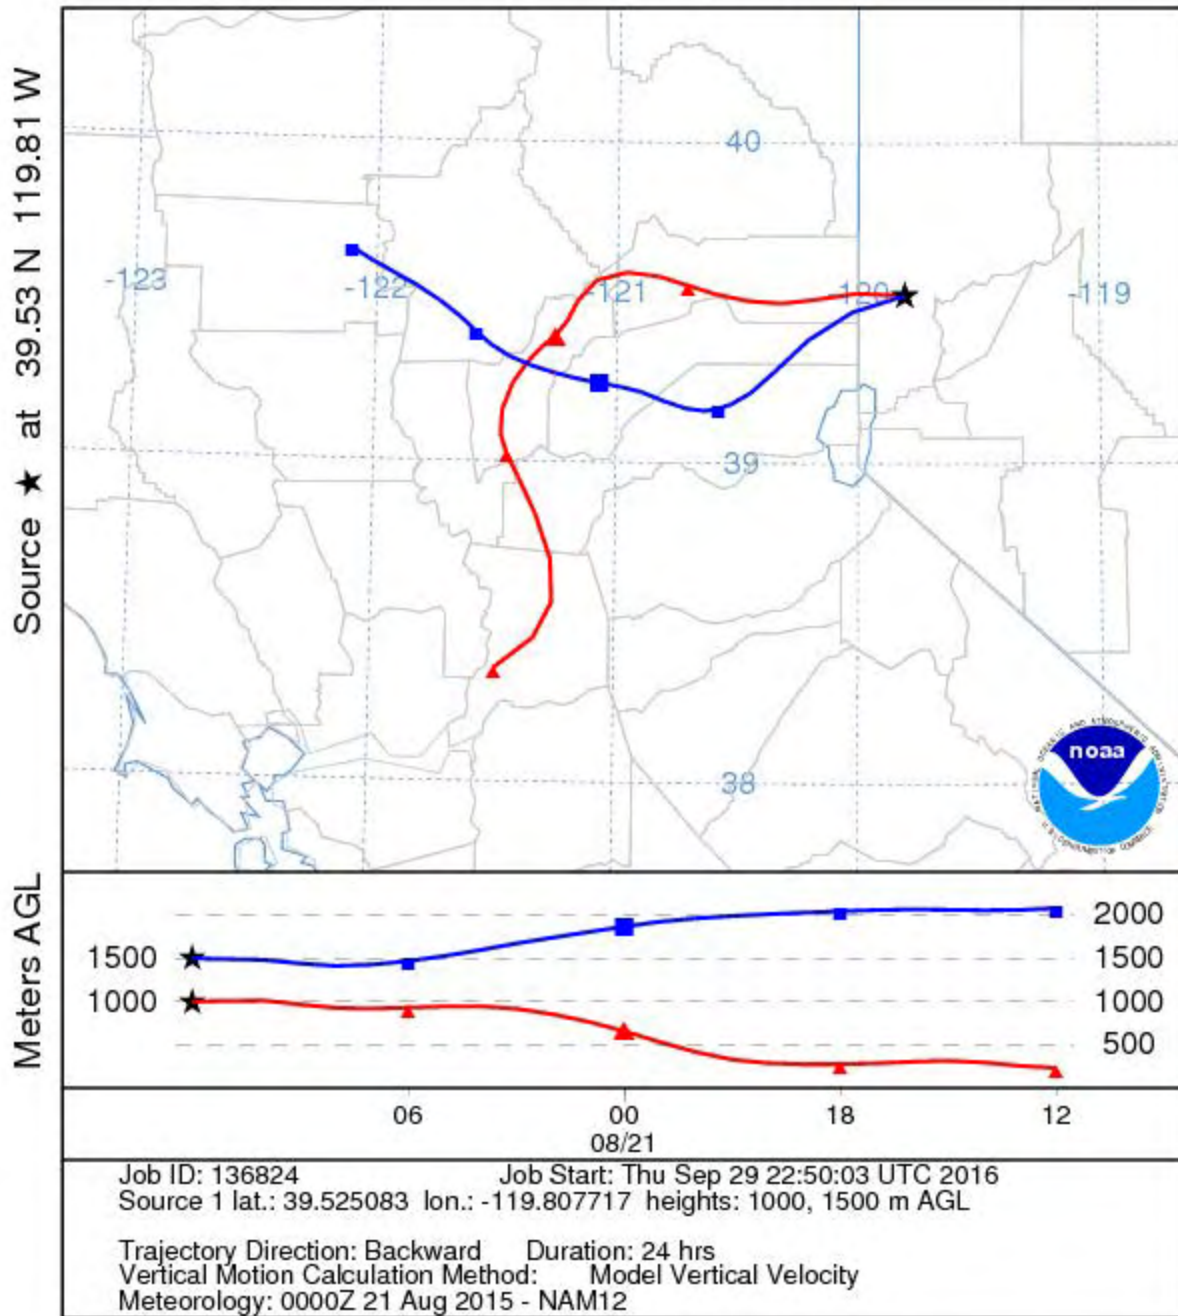 Source ★ at 39.53 N 119.81 W
40
-123
-122
-121
120
-119
39
38
noaa
Meters AGL
2000
1500
1500
1000
1000
500
06
00
18
12
08/21
Job ID: 136824 Job Start: Thu Sep 29 22:50:03 UTC 2016
Source 1 lat.: 39.525083 lon.: -119.807717 heights: 1000, 1500 m AGL
Trajectory Direction: Backward Duration: 24 hrs
Vertical Motion Calculation Method: Model Vertical Velocity
Meteorology: 0000Z 21 Aug 2015 - NAM12